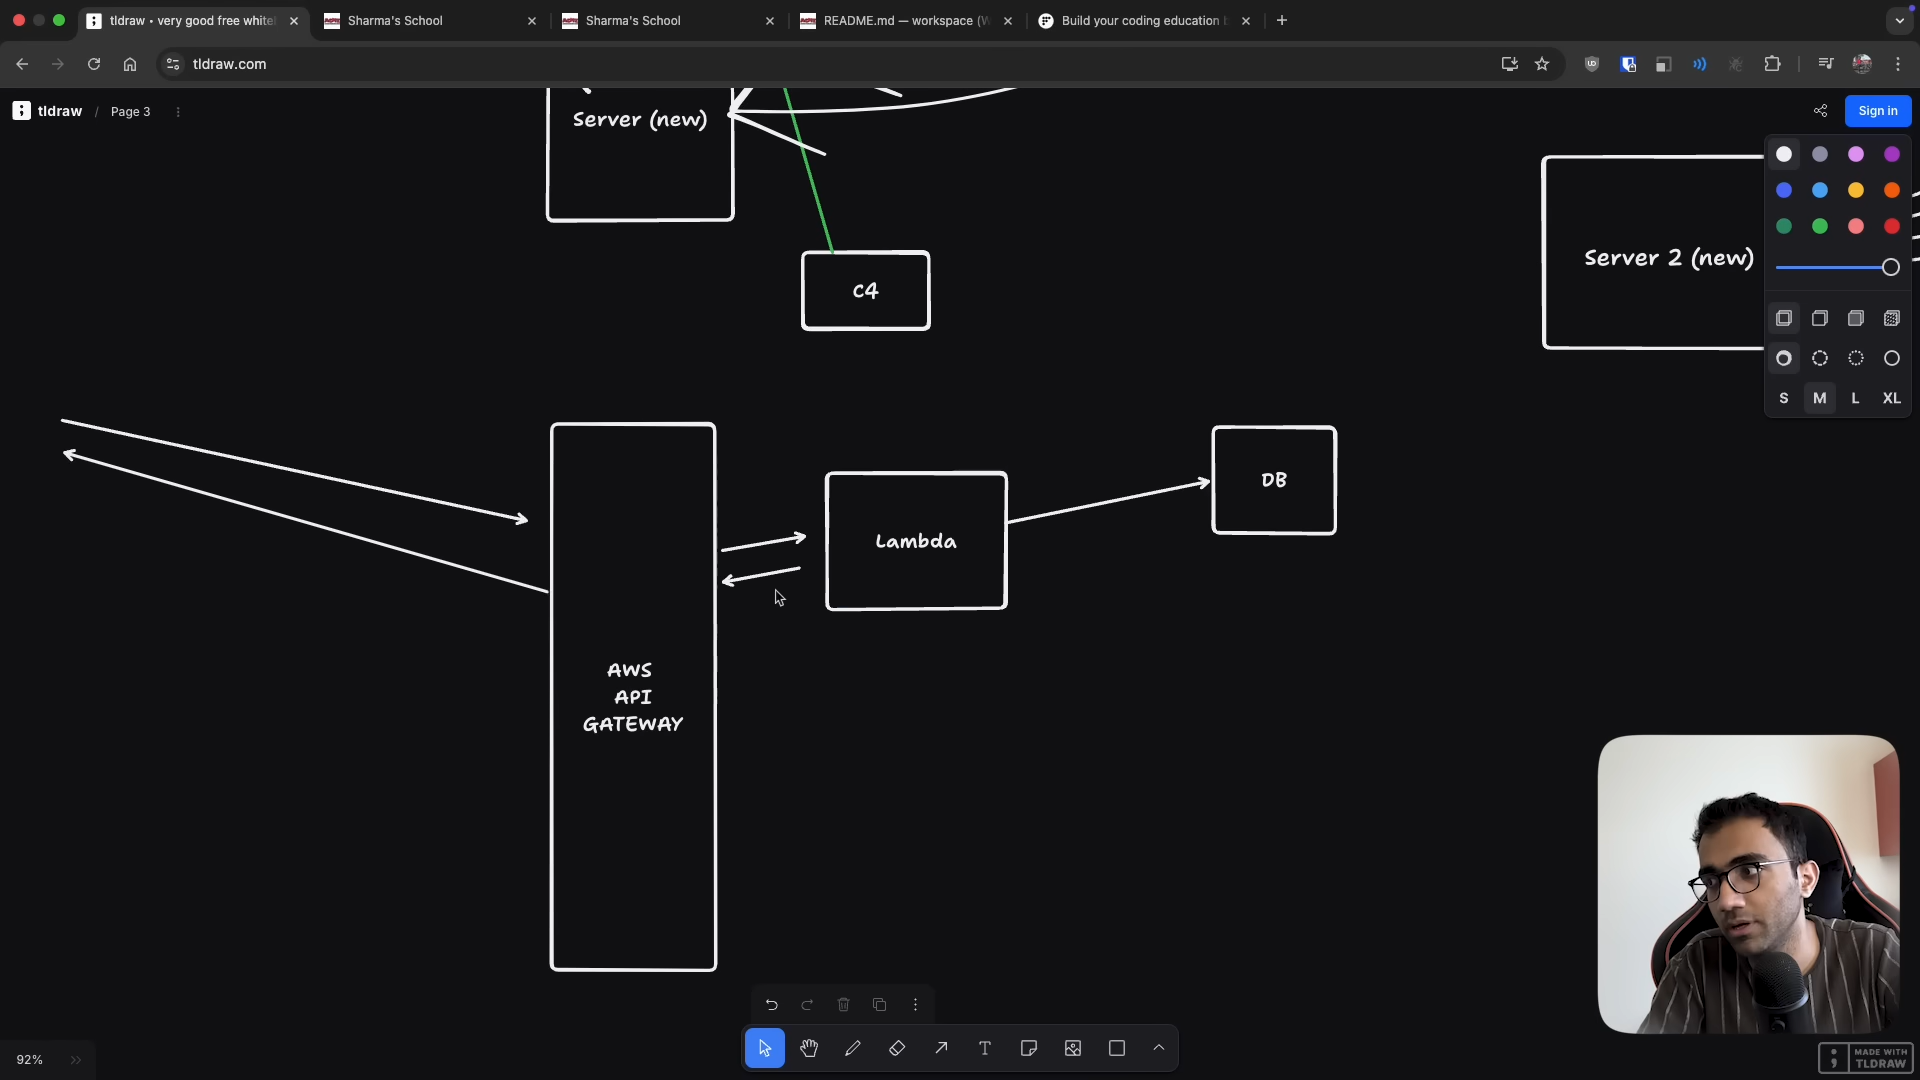 tldraw • very good free white
Sharma's School
Sharma's School
README.md — workspace (W
Build your coding education
tldraw.com
tldraw / Page 3
Sign in
Server (new)
Server 2 (new)
C4
S M L XL
DB
Lambda
AWS
API
GATEWAY
92%
MADE WITH
TLDRAW